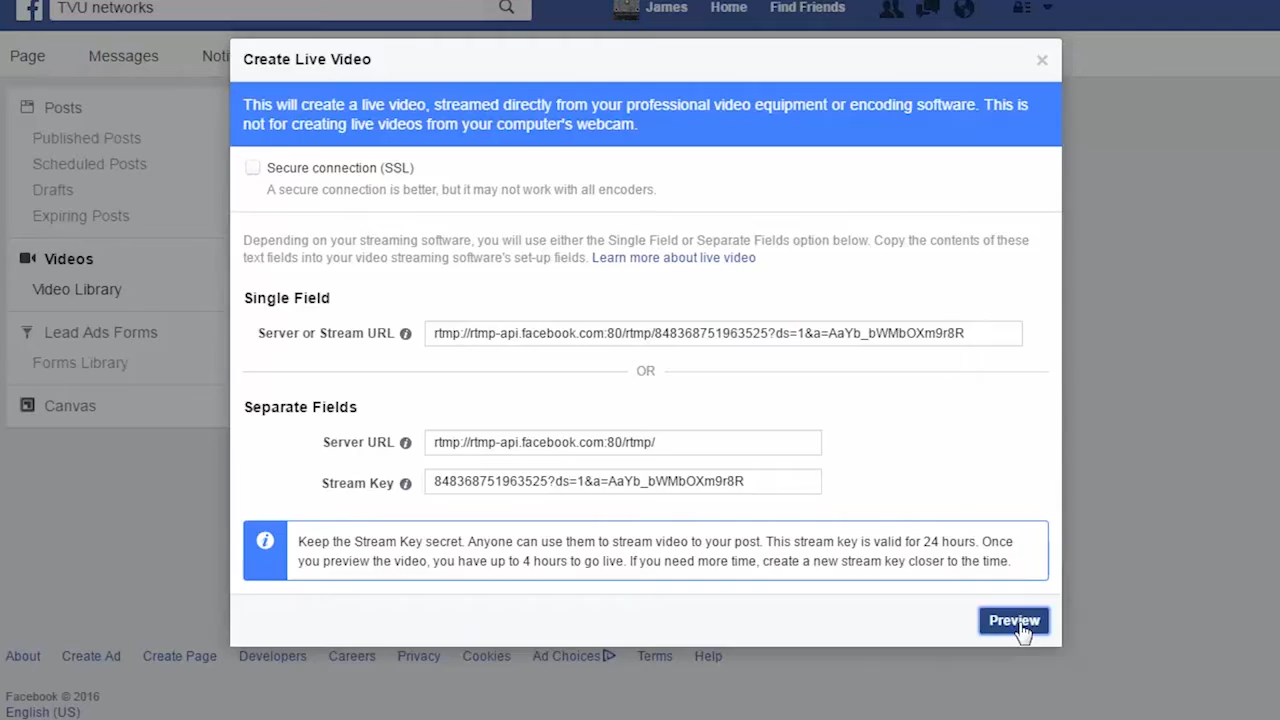 f TVU networks
James Home Find Friends
Page Messages Noti
Create Live Video
This will create a live video, streamed directly from your professional video equipment or encoding software. This is
not for creating live videos from your computer's webcam.
Secure connection (SSL)
A secure connection is better, but it may not work with all encoders.
Depending on your streaming software, you will use either the Single Field or Separate Fields option below. Copy the contents of these
text fields into your video streaming software's set-up fields. Learn more about live video
Single Field
Server or Stream URL rtmp://rtmp-api.facebook.com:80/rtmp/848368751963525?ds=1&a=AaYb_bWMbOXm9r8R
OR
Separate Fields
Server URL rtmp://rtmp-api.facebook.com:80/rtmp/
Stream Key 848368751963525?ds=1&a=AaYb_bWMbOXm9r8R
Keep the Stream Key secret. Anyone can use them to stream video to your post. This stream key is valid for 24 hours. Once
you preview the video, you have up to 4 hours to go live. If you need more time, create a new stream key closer to the time.
Preview
Posts
Published Posts
Scheduled Posts
Drafts
Expiring Posts
Videos
Video Library
Lead Ads Forms
Forms Library
Canvas
About Create Ad Create Page Developers Careers Privacy Cookies Ad Choices Terms Help
Facebook © 2016
English (US)